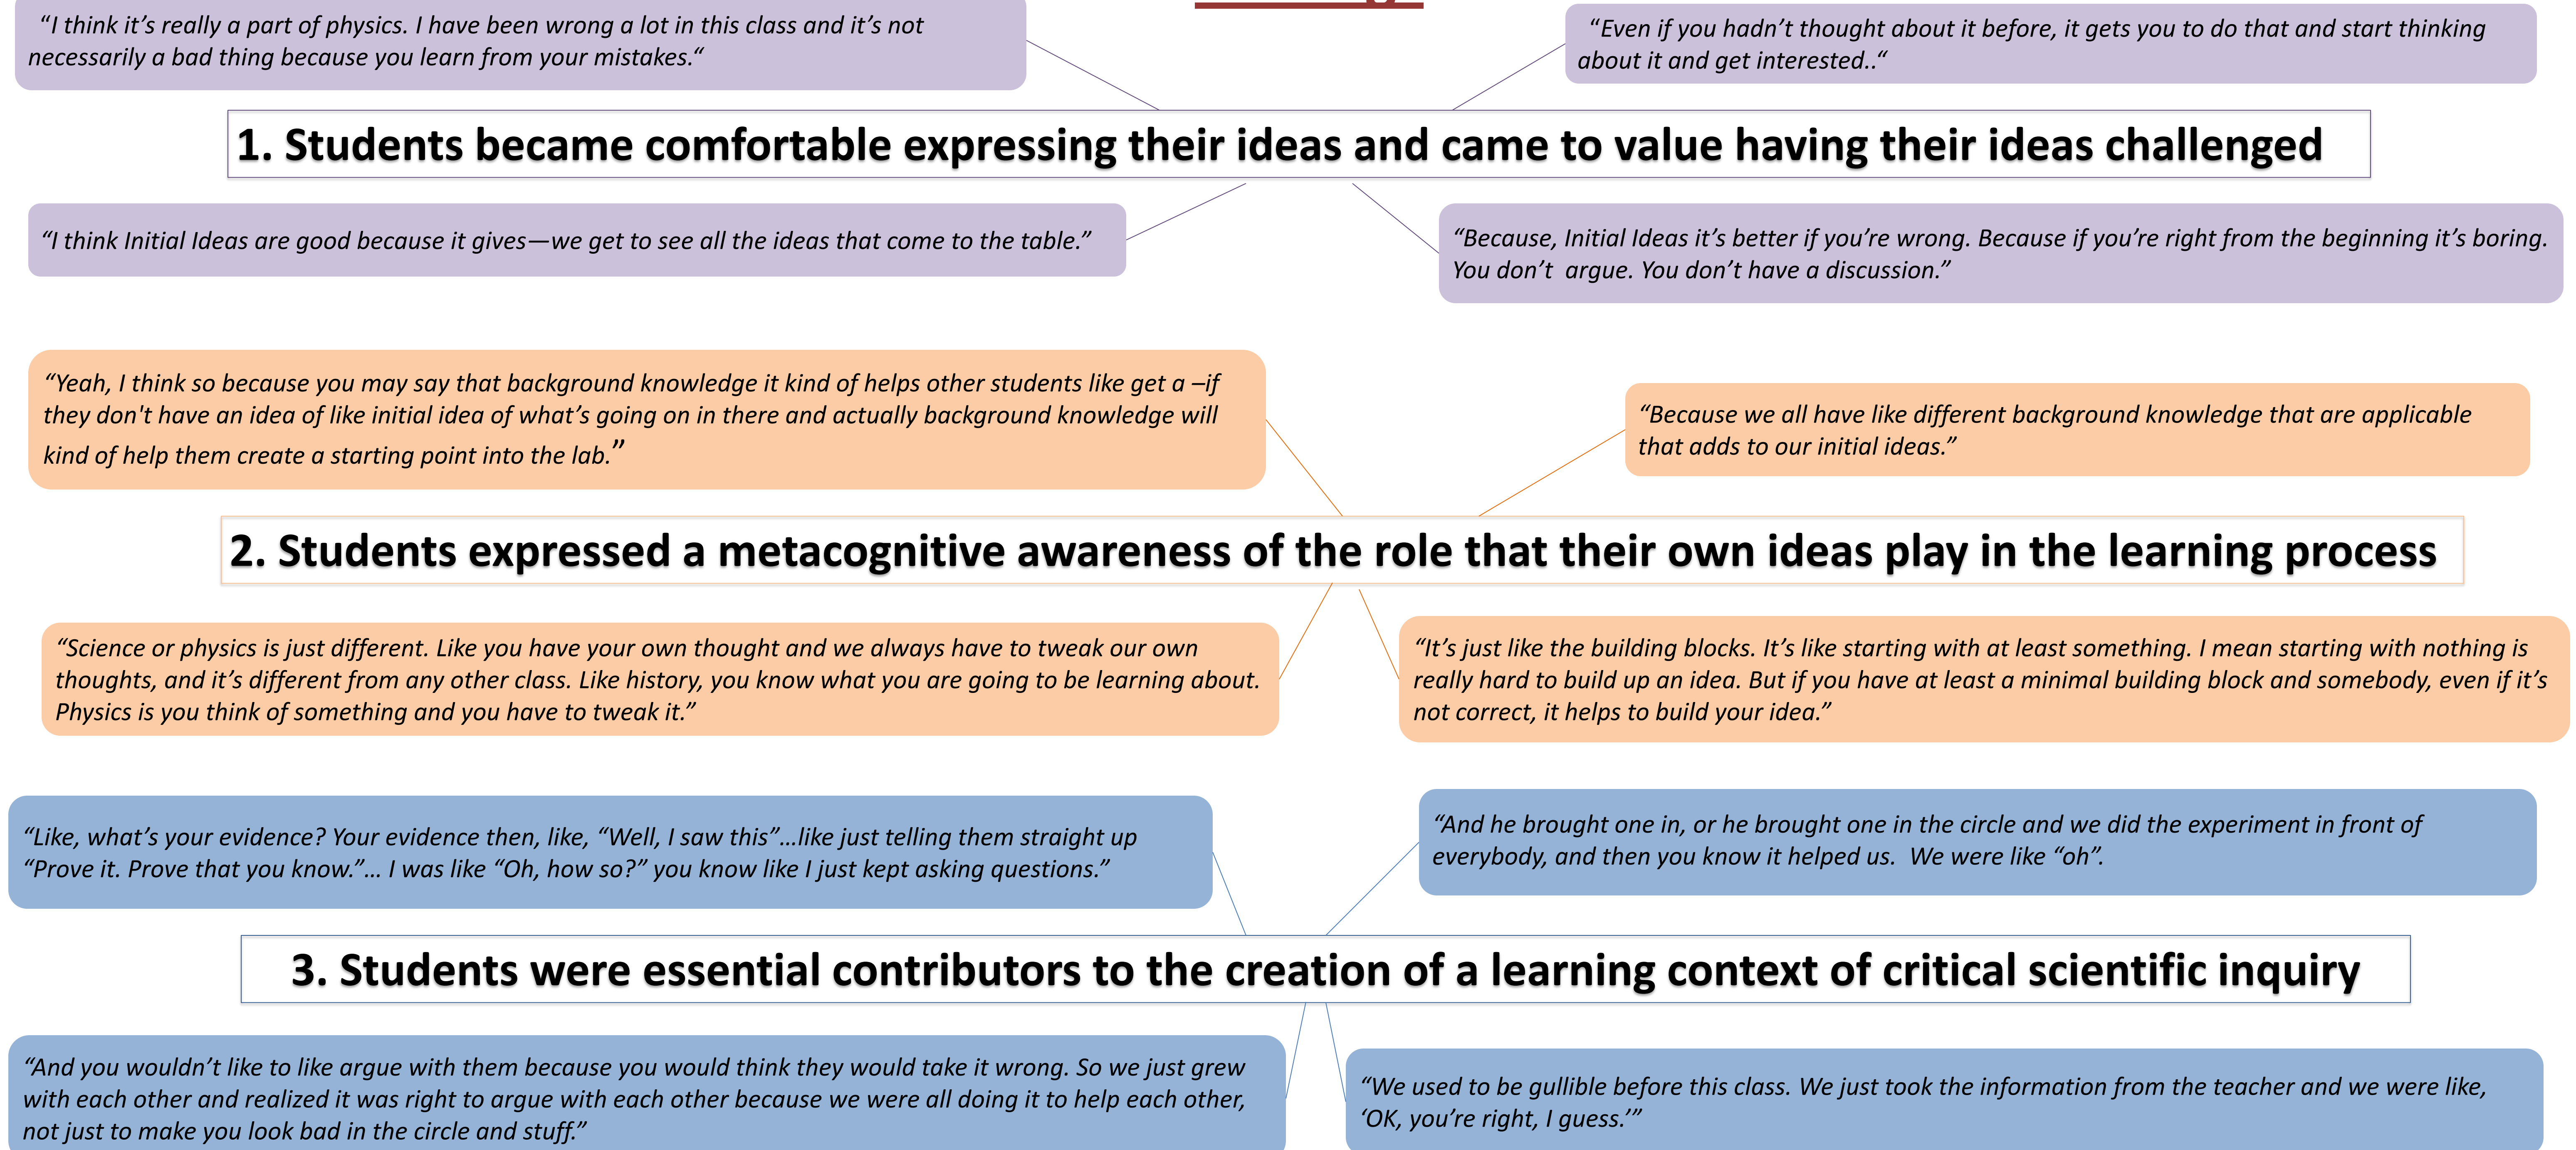 “I think it’s really a part of physics. I have been wrong a lot in this class and it’s not
necessarily a bad thing because you learn from your mistakes.“
“Even if you hadn’t thought about it before, it gets you to do that and start thinking
about it and get interested..“
1. Students became comfortable expressing their ideas and came to value having their ideas challenged
“I think Initial Ideas are good because it gives—we get to see all the ideas that come to the table.”
“Because, Initial Ideas it’s better if you’re wrong. Because if you’re right from the beginning it’s boring.
You don’t  argue. You don’t have a discussion.”
“Yeah, I think so because you may say that background knowledge it kind of helps other students like get a –if
they don't have an idea of like initial idea of what’s going on in there and actually background knowledge will
kind of help them create a starting point into the lab.”
“Because we all have like different background knowledge that are applicable
that adds to our initial ideas.”
2. Students expressed a metacognitive awareness of the role that their own ideas play in the learning process
“Science or physics is just different. Like you have your own thought and we always have to tweak our own
thoughts, and it’s different from any other class. Like history, you know what you are going to be learning about.
Physics is you think of something and you have to tweak it.”
“It’s just like the building blocks. It’s like starting with at least something. I mean starting with nothing is
really hard to build up an idea. But if you have at least a minimal building block and somebody, even if it’s
not correct, it helps to build your idea.”
“Like, what’s your evidence? Your evidence then, like, “Well, I saw this”…like just telling them straight up
“Prove it. Prove that you know.”… I was like “Oh, how so?” you know like I just kept asking questions.”
“And he brought one in, or he brought one in the circle and we did the experiment in front of
everybody, and then you know it helped us.  We were like “oh”.
3. Students were essential contributors to the creation of a learning context of critical scientific inquiry
“And you wouldn’t like to like argue with them because you would think they would take it wrong. So we just grew
with each other and realized it was right to argue with each other because we were all doing it to help each other,
not just to make you look bad in the circle and stuff.”
“We used to be gullible before this class. We just took the information from the teacher and we were like,
‘OK, you’re right, I guess.’”